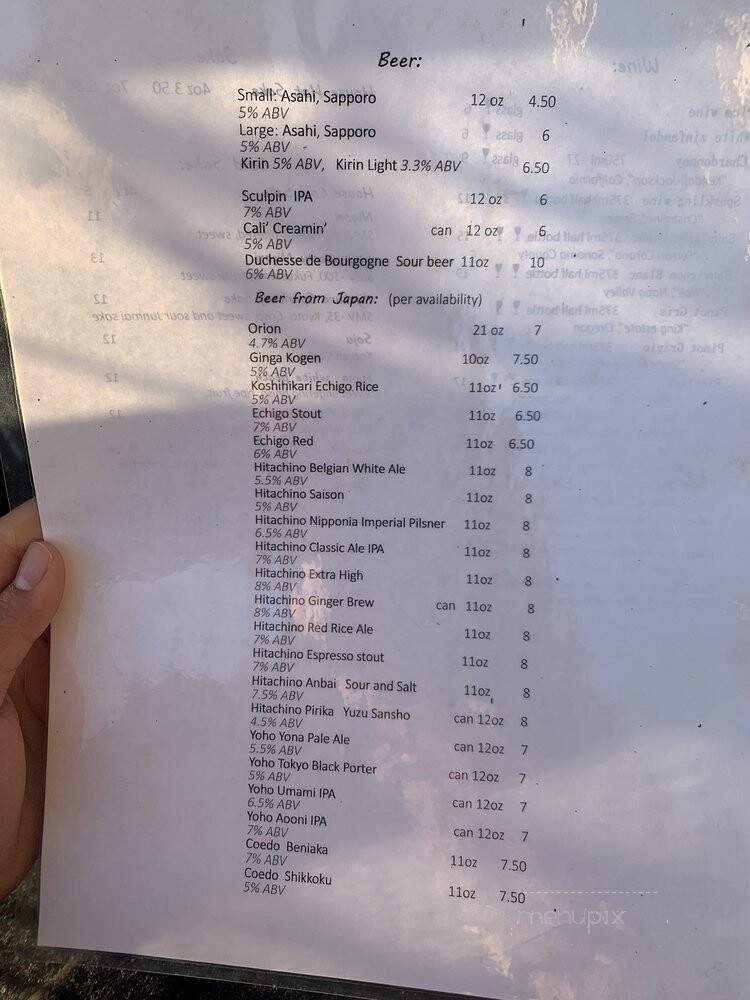 Beer:
Small: Asahi, Sapporo 12 oz 4.50
5% ABV
Large: Asahi, Sapporo 6
5% ABV
Kirin 5% ABV, Kirin Light 3.3% ABV 6.50
Sculpin IPA 12 oz 6
7% ABV
Cali' Creamin' can 12 oz 6
5% ABV
Duchesse de Bourgogne Sour beer 11oz 10
6% ABV
Beer from Japan: (per availability)
Orion 21 oz 7
4.7% ABV
Ginga Kogen 10oz 7.50
5% ABV
Koshihikari Echigo Rice 11oz 6.50
5% ABV
Echigo Stout 11oz 6.50
7% ABV
Echigo Red 11oz 6.50
6% ABV
Hitachino Belgian White Ale 11oz 8
5.5% ABV
Hitachino Saison 11oz 8
5% ABV
Hitachino Nipponia Imperial Pilsner 11oz 8
6.5% ABV
Hitachino Classic Ale IPA 11oz 8
7% ABV
Hitachino Extra High 11oz 8
8% ABV
Hitachino Ginger Brew can 11oz 8
8% ABV
Hitachino Red Rice Ale 11oz 8
7% ABV
Hitachino Espresso stout 11oz 8
7% ABV
Hitachino Anbai Sour and Salt 11oz 8
7.5% ABV
Hitachino Pirika Yuzu Sansho can 12oz 8
4.5% ABV
Yoho Yona Pale Ale can 12oz 7
5.5% ABV
Yoho Tokyo Black Porter can 12oz 7
5% ABV
Yoho Umami IPA can 12oz 7
6.5% ABV
Yoho Aooni IPA can 12oz 7
7% ABV
Coedo Beniaka 11oz 7.50
7% ABV
Coedo Shikkoku 11oz 7.50
5% ABV
menupix